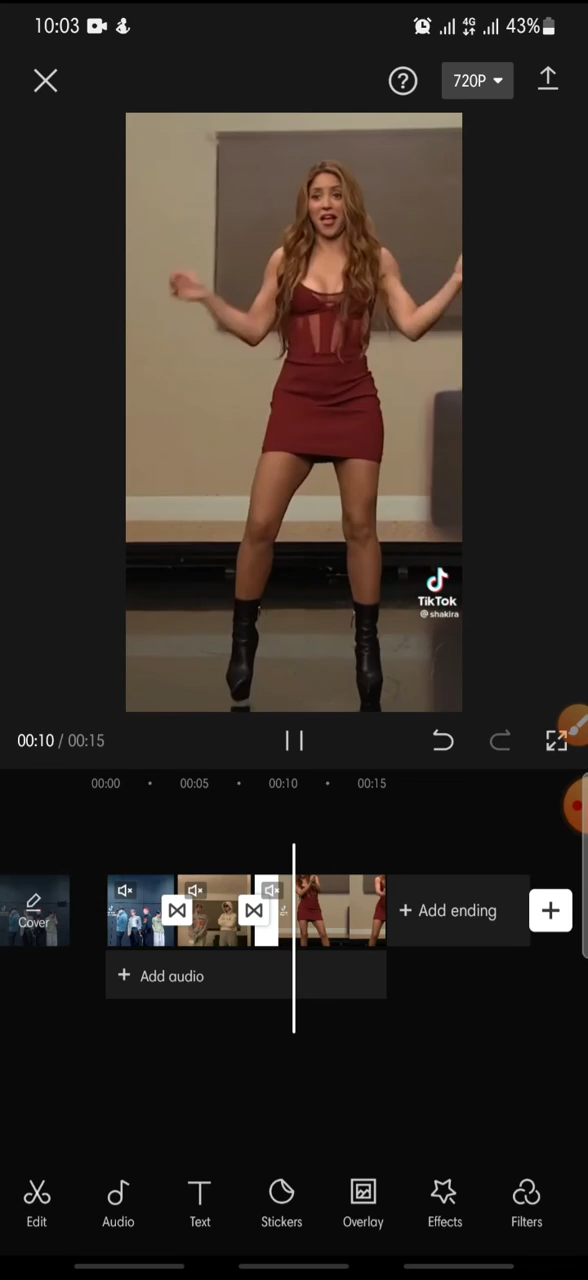 10:03
4G
43%
720P
TikTok
@shakira
00:10 / 00:15
00:00
00:05
00:10
00:15
Cover
+ Add ending
+ Add audio
Edit
Audio
Text
Stickers
Overlay
Effects
Filters